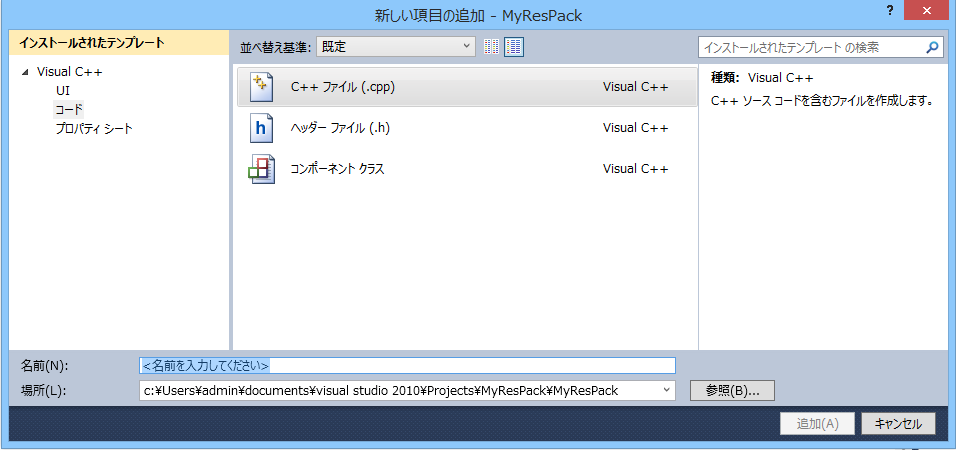 新しい項目の追加 - MyResPack
?
インストールされたテンプレート
Visual C++
UI
コード
プロパティ シート
並べ替え基準: 既定
C++ ファイル (.cpp) Visual C++
ヘッダー ファイル (.h) Visual C++
コンポーネント クラス Visual C++
インストールされたテンプレート の検索
種類: Visual C++
C++ ソース コードを含むファイルを作成します。
名前(N): <名前を入力してください>
場所(L): c:¥Users¥admin¥documents¥visual studio 2010¥Projects¥MyResPack¥MyResPack
参照(B)...
追加(A) キャンセル